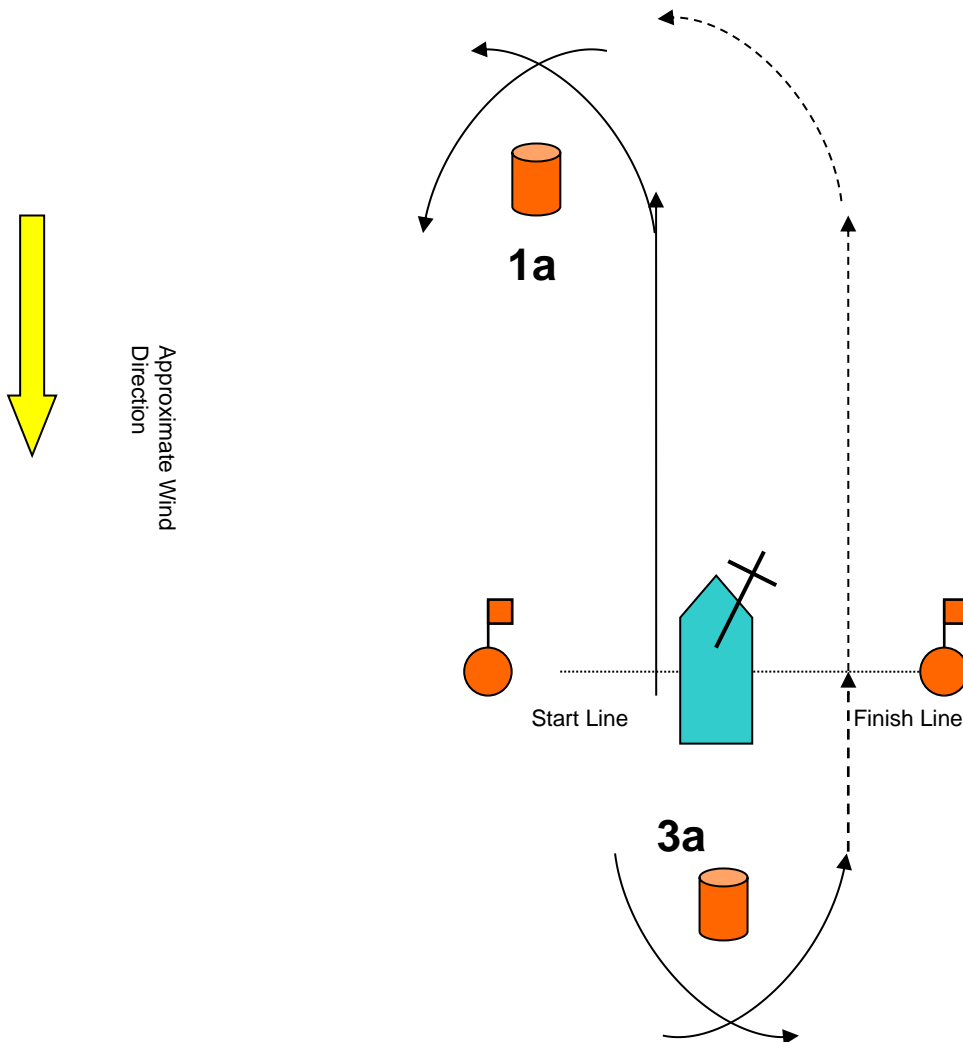 1a
Approximate Wind
Direction
Start Line
Finish Line
3a